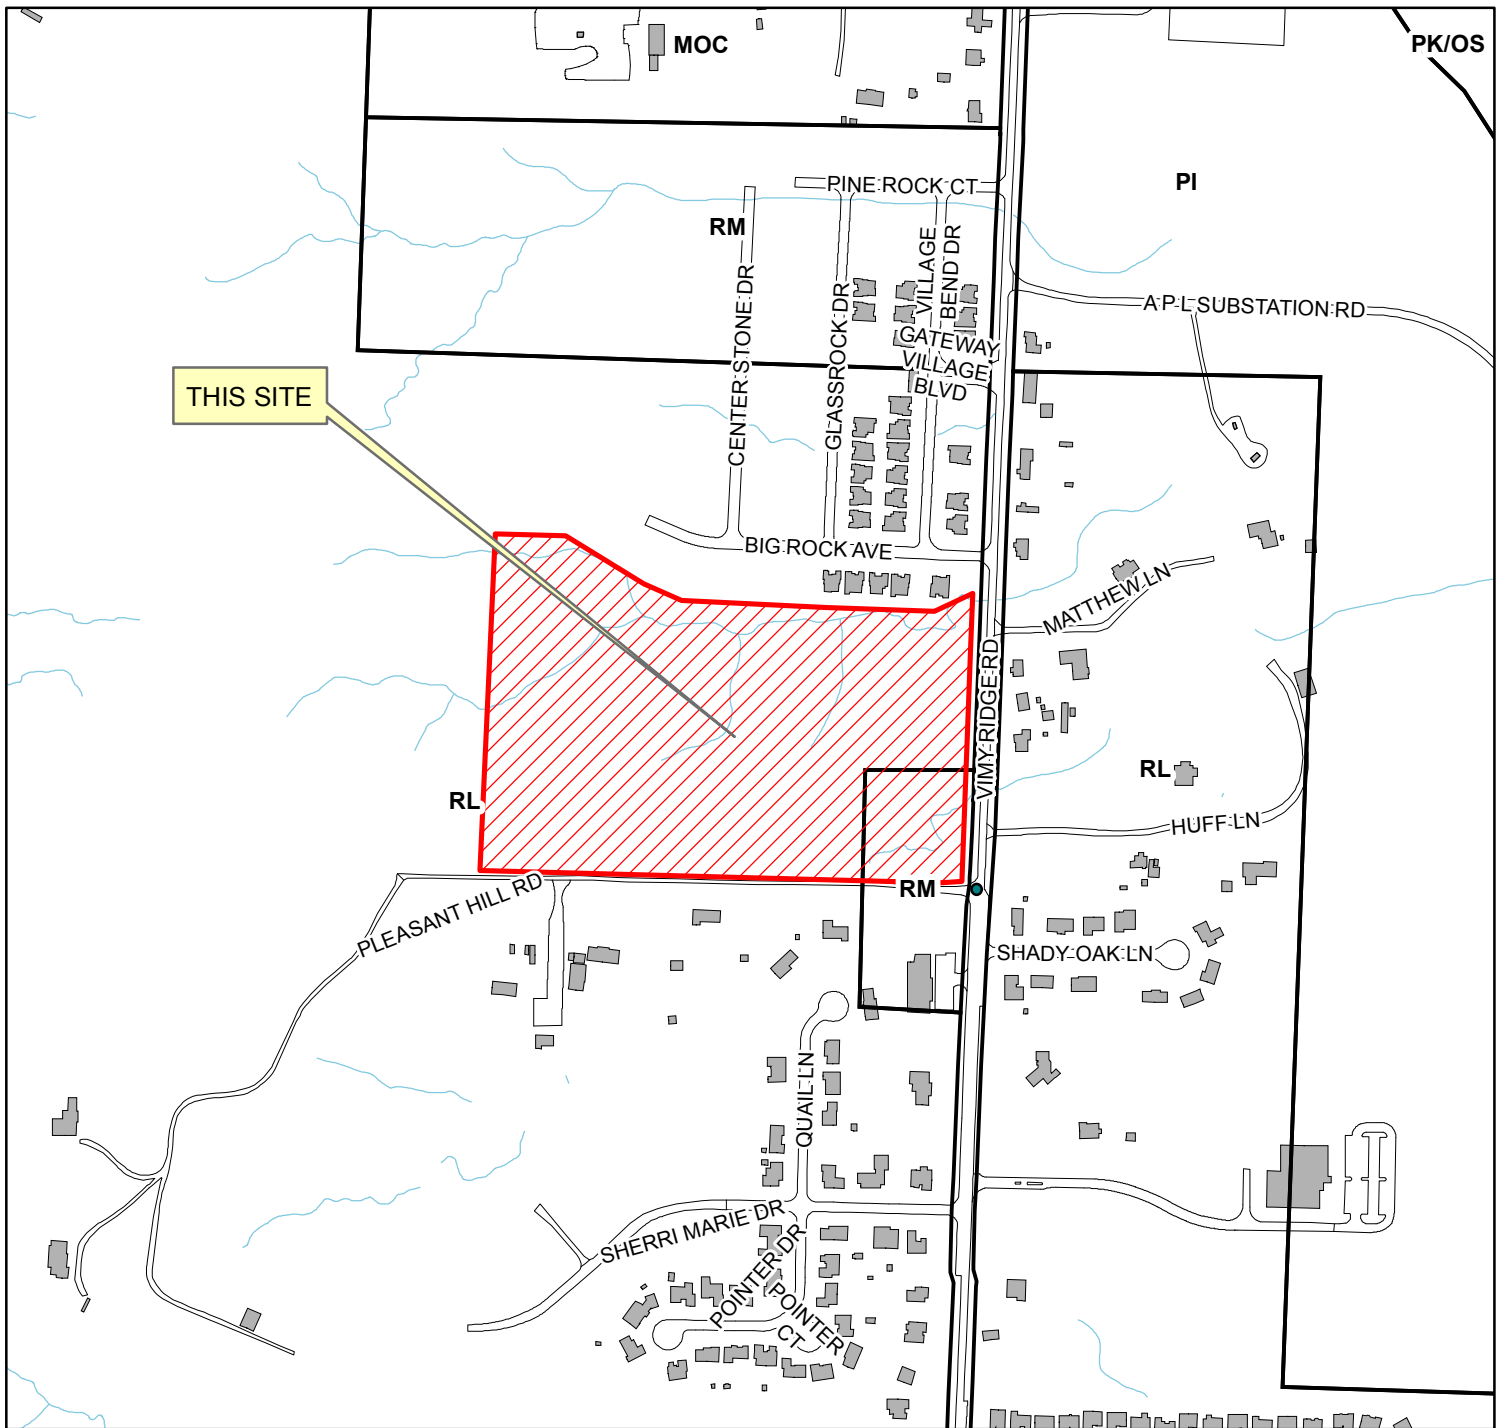 MOC
PK/OS
PI
PINE ROCK CT
RM
VILLAGE
BEND DR
A P L SUBSTATION RD
CENTER STONE DR
GLASSROCK DR
GATEWAY
VILLAGE
BLVD
THIS SITE
BIG ROCK AVE
MATTHEW LN
VIMY RIDGE RD
RL
RL
HUFF LN
PLEASANT HILL RD
RM
SHADY OAK LN
QUAIL LN
SHERRI MARIE DR
POINTER DR
POINTER
CT